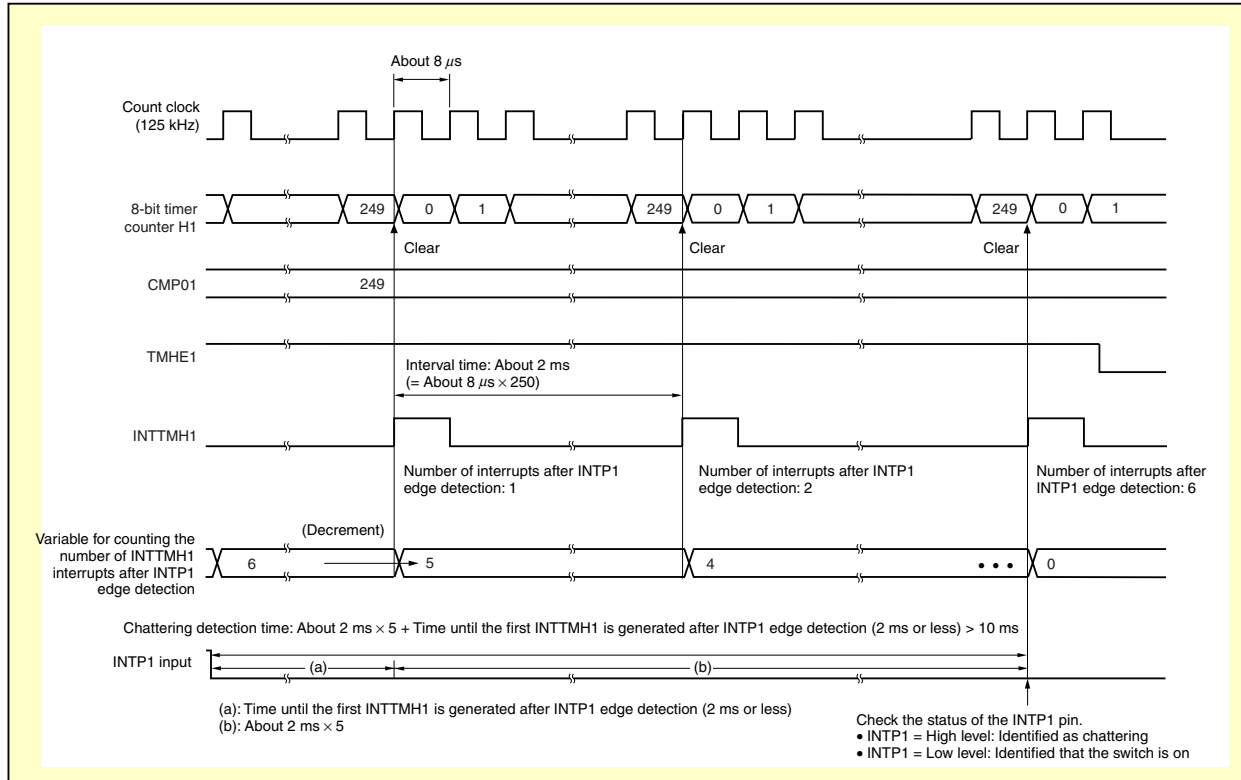 About 8 μs
Count clock
(125 kHz)
8-bit timer
counter H1
249
0
1
249
0
1
249
0
1
Clear
Clear
Clear
CMP01
249
TMHE1
Interval time: About 2 ms
(= About 8 μs × 250)
INTTMH1
Number of interrupts after INTP1
edge detection: 1
Number of interrupts after INTP1
edge detection: 2
Number of interrupts after
INTP1 edge detection: 6
Variable for counting the
number of INTTMH1
interrupts after INTP1
edge detection
(Decrement)
6
5
4
• • •
0
Chattering detection time: About 2 ms × 5 + Time until the first INTTMH1 is generated after INTP1 edge detection (2 ms or less) > 10 ms
INTP1 input
(a)
(b)
(a): Time until the first INTTMH1 is generated after INTP1 edge detection (2 ms or less)
(b): About 2 ms × 5
Check the status of the INTP1 pin.
• INTP1 = High level: Identified as chattering
• INTP1 = Low level: Identified that the switch is on